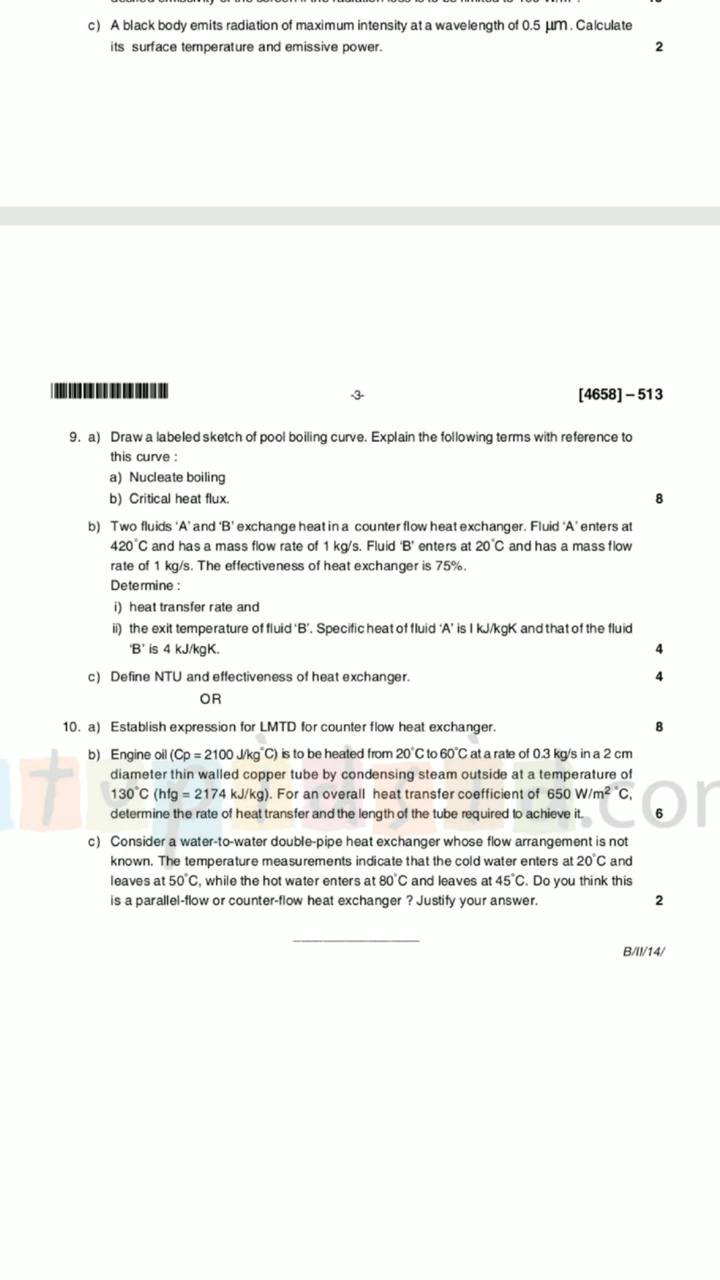 c) A black body emits radiation of maximum intensity at a wavelength of 0.5 μm. Calculate
its surface temperature and emissive power. 2
-3- [4658] – 513
9. a) Draw a labeled sketch of pool boiling curve. Explain the following terms with reference to
this curve :
a) Nucleate boiling
b) Critical heat flux. 8
b) Two fluids ‘A’ and ‘B’ exchange heat in a counter flow heat exchanger. Fluid ‘A’ enters at
420°C and has a mass flow rate of 1 kg/s. Fluid ‘B’ enters at 20°C and has a mass flow
rate of 1 kg/s. The effectiveness of heat exchanger is 75%.
Determine :
i) heat transfer rate and
ii) the exit temperature of fluid ‘B’. Specific heat of fluid ‘A’ is I kJ/kgK and that of the fluid
‘B’ is 4 kJ/kgK. 4
c) Define NTU and effectiveness of heat exchanger. 4
OR
10. a) Establish expression for LMTD for counter flow heat exchanger. 8
b) Engine oil (Cp = 2100 J/kg°C) is to be heated from 20°C to 60°C at a rate of 0.3 kg/s in a 2 cm
diameter thin walled copper tube by condensing steam outside at a temperature of
130°C (hfg = 2174 kJ/kg). For an overall heat transfer coefficient of 650 W/m² °C,
determine the rate of heat transfer and the length of the tube required to achieve it. 6
c) Consider a water-to-water double-pipe heat exchanger whose flow arrangement is not
known. The temperature measurements indicate that the cold water enters at 20°C and
leaves at 50°C, while the hot water enters at 80°C and leaves at 45°C. Do you think this
is a parallel-flow or counter-flow heat exchanger ? Justify your answer. 2
B/II/14/